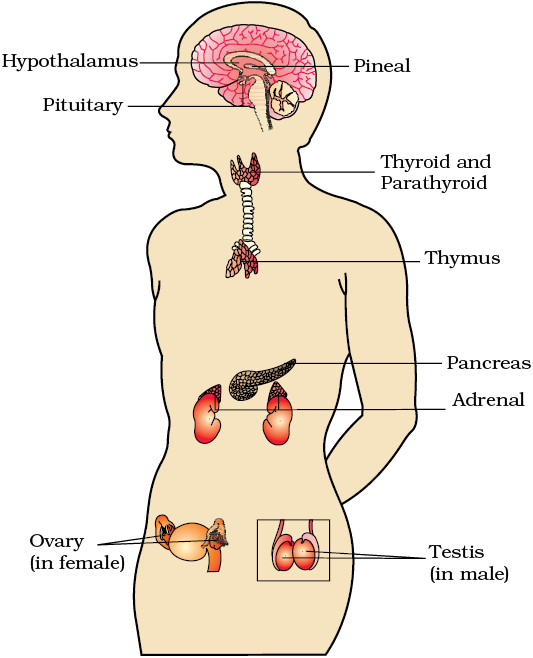 Hypothalamus
Pineal
Pituitary
Thyroid and
Parathyroid
Thymus
Pancreas
Adrenal
Ovary
(in female)
Testis
(in male)